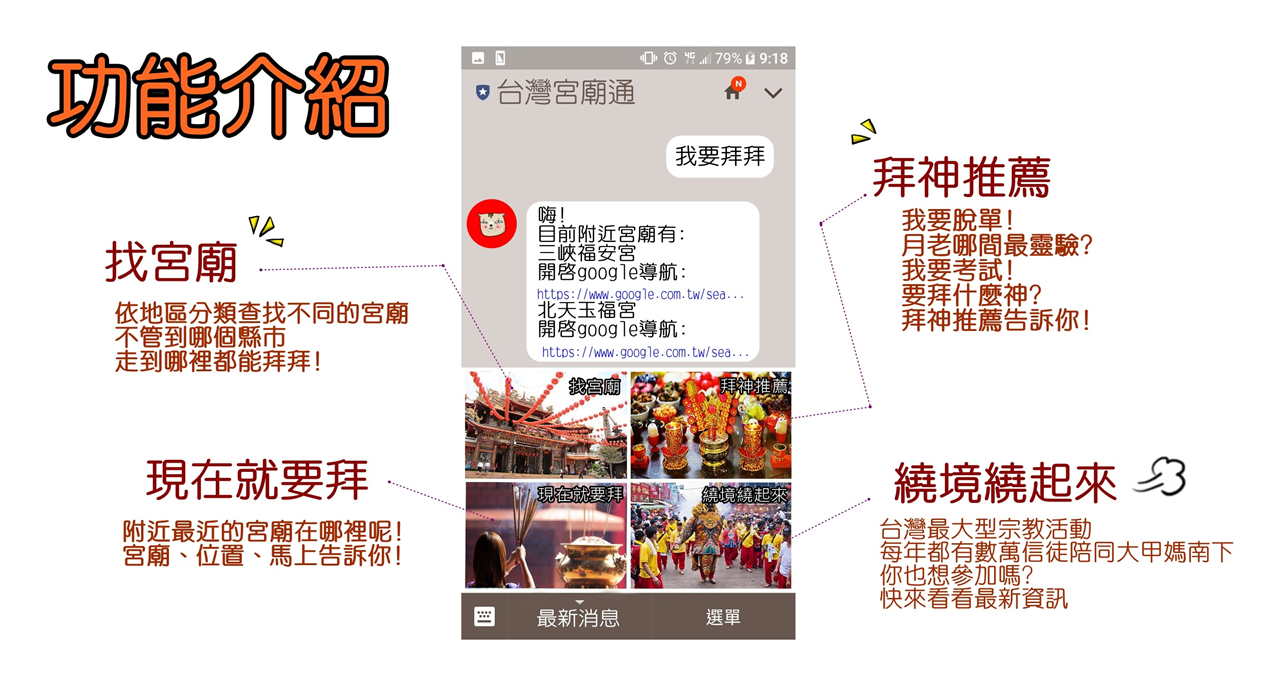 功能介紹
找宮廟
依地區分類查找不同的宮廟
不管到哪個縣市
走到哪裡都能拜拜!
現在就要拜
附近最近的宮廟在哪裡呢!
宮廟、位置、馬上告訴你!
4G 79% 9:18
台灣宮廟通
N
我要拜拜
嗨!
目前附近宮廟有:
三峽福安宮
開啓google導航:
https://www.google.com.tw/sea...
北天玉福宮
開啓google導航:
https://www.google.com.tw/sea...
找宮廟
拜神推薦
現在就要拜
繞境繞起來
最新消息
選單
拜神推薦
我要脫單!
月老哪間最靈驗?
我要考試!
要拜什麼神?
拜神推薦告訴你!
繞境繞起來
台灣最大型宗教活動
每年都有數萬信徒陪同大甲媽南下
你也想參加嗎?
快來看看最新資訊